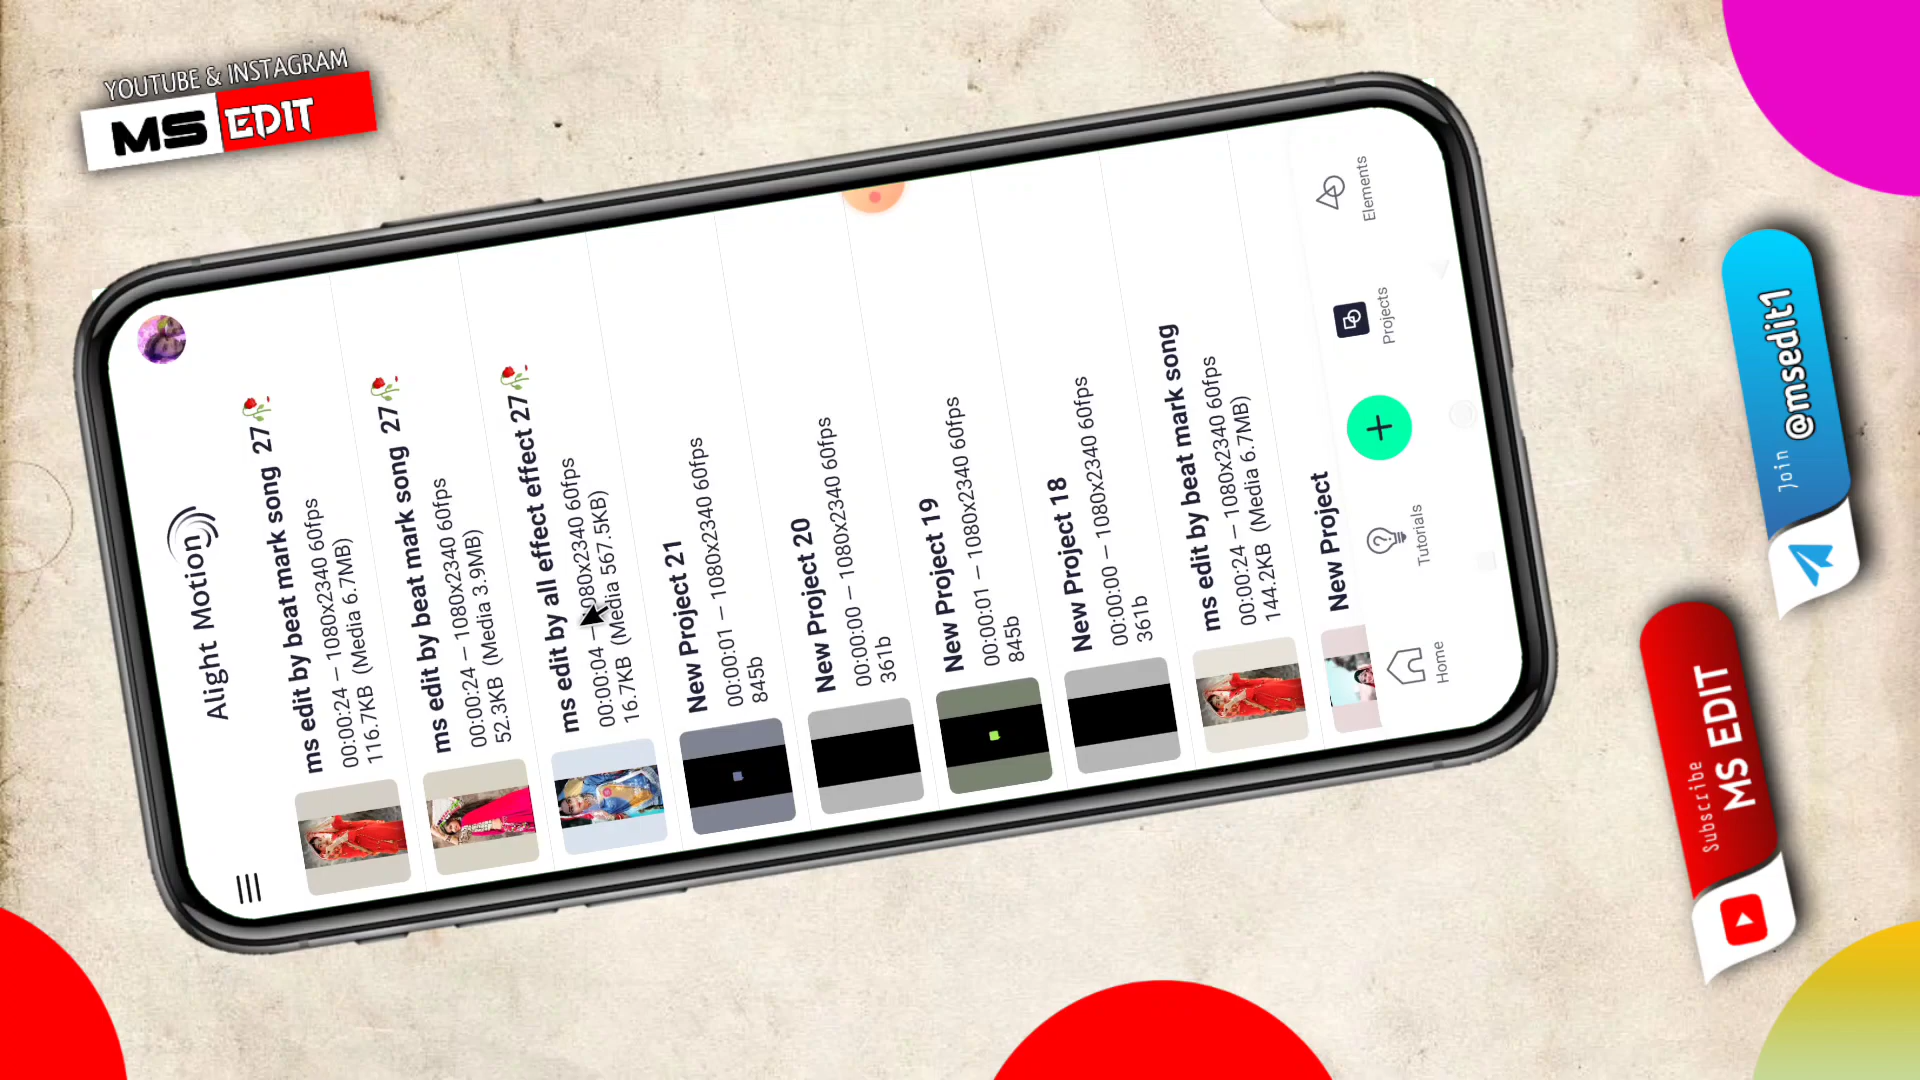 YOUTUBE & INSTAGRAM
MS EDIT
Alight Motion
ms edit by beat mark song 27🥀
00:00:24 – 1080x2340 60fps
116.7KB (Media 6.7MB)
ms edit by beat mark song 27🥀
00:00:24 – 1080x2340 60fps
52.3KB (Media 3.9MB)
ms edit by all effect effect 27🥀
00:00:04 – 1080x2340 60fps
16.7KB (Media 567.5KB)
New Project 21
00:00:01 – 1080x2340 60fps
845b
New Project 20
00:00:00 – 1080x2340 60fps
361b
New Project 19
00:00:01 – 1080x2340 60fps
845b
New Project 18
00:00:00 – 1080x2340 60fps
361b
ms edit by beat mark song
00:00:24 – 1080x2340 60fps
144.2KB (Media 6.7MB)
New Project
Home
Tutorials
Projects
Elements
Join @msedit1
Subscribe
MS EDIT